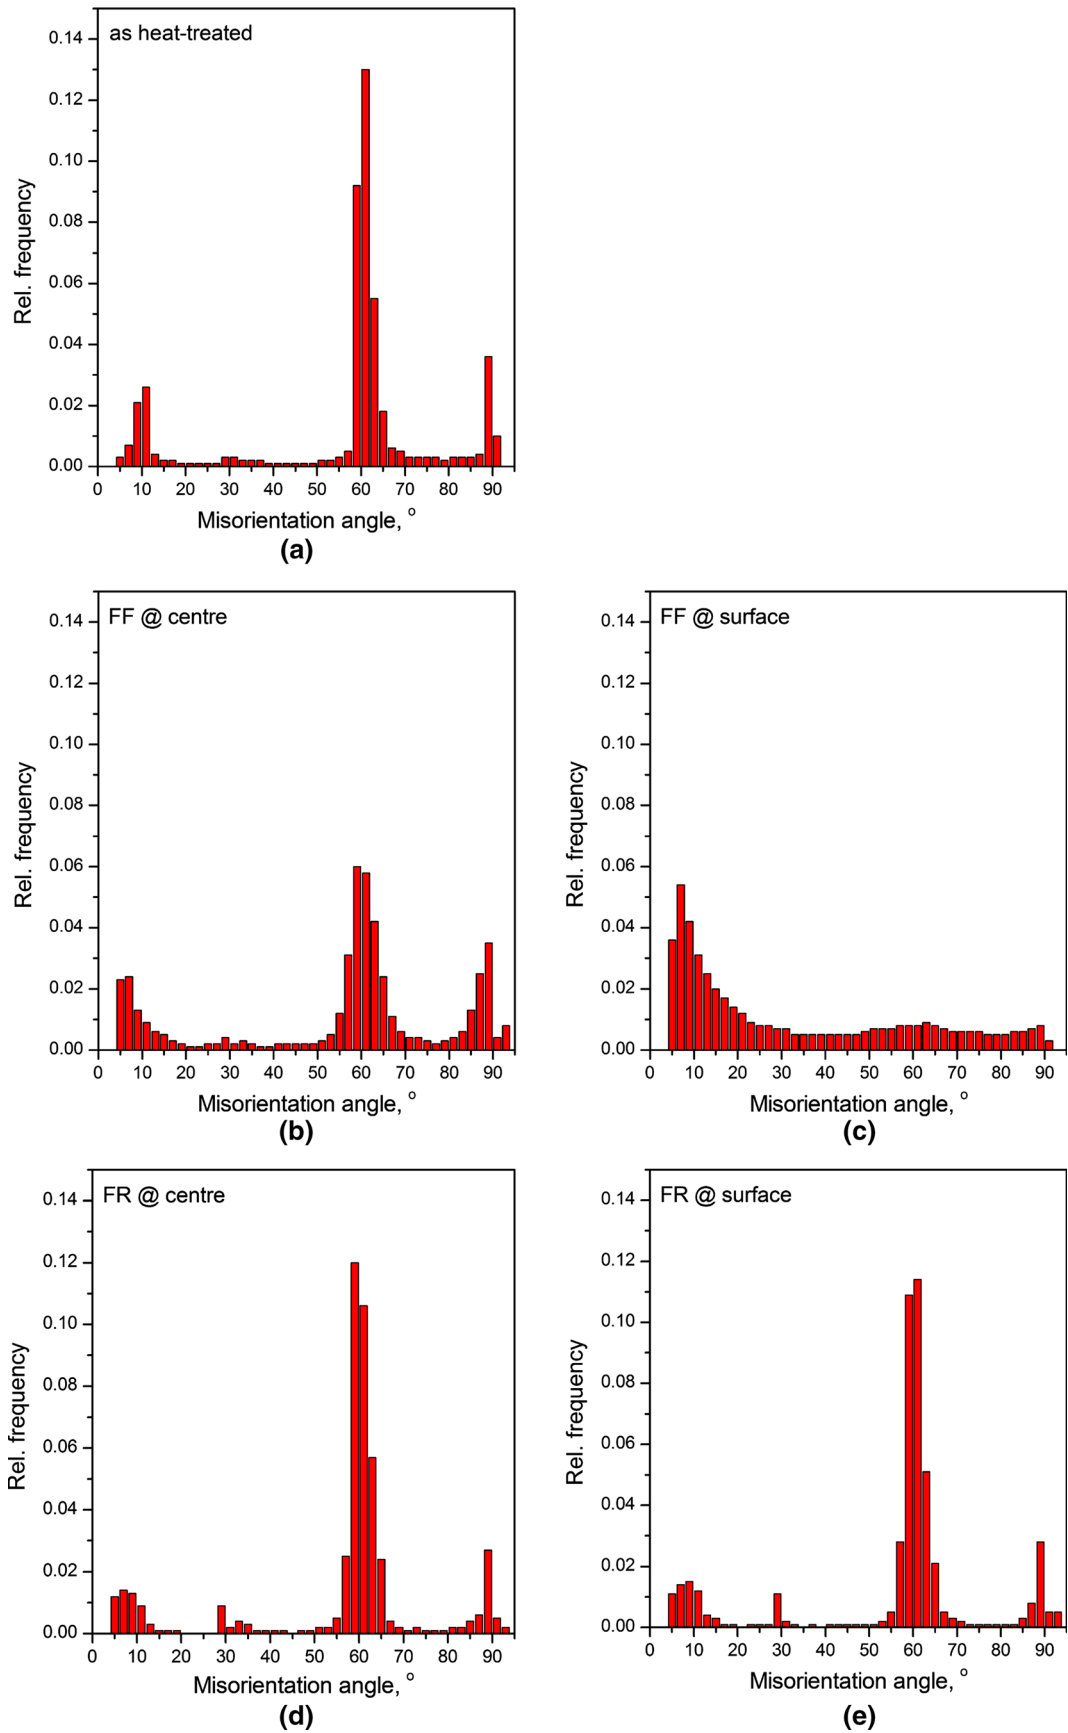 as heat-treated
0.14
0.12
0.10
0.08
0.06
0.04
0.02
0.00
Rel. frequency
0 10 20 30 40 50 60 70 80 90
Misorientation angle, °
(a)
FF @ centre
0.14
0.12
0.10
0.08
0.06
0.04
0.02
0.00
Rel. frequency
0 10 20 30 40 50 60 70 80 90
Misorientation angle, °
(b)
FF @ surface
0.14
0.12
0.10
0.08
0.06
0.04
0.02
0.00
Rel. frequency
0 10 20 30 40 50 60 70 80 90
Misorientation angle, °
(c)
FR @ centre
0.14
0.12
0.10
0.08
0.06
0.04
0.02
0.00
Rel. frequency
0 10 20 30 40 50 60 70 80 90
Misorientation angle, °
(d)
FR @ surface
0.14
0.12
0.10
0.08
0.06
0.04
0.02
0.00
Rel. frequency
0 10 20 30 40 50 60 70 80 90
Misorientation angle, °
(e)